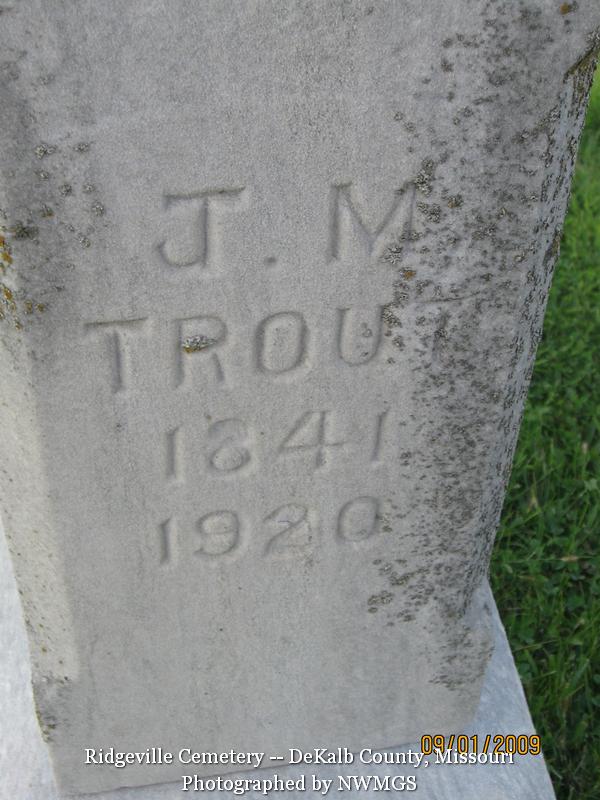 J. M
TROUT
1841
1920
09/01/2009
Ridgeville Cemetery -- DeKalb County, Missouri
Photographed by NWMGS